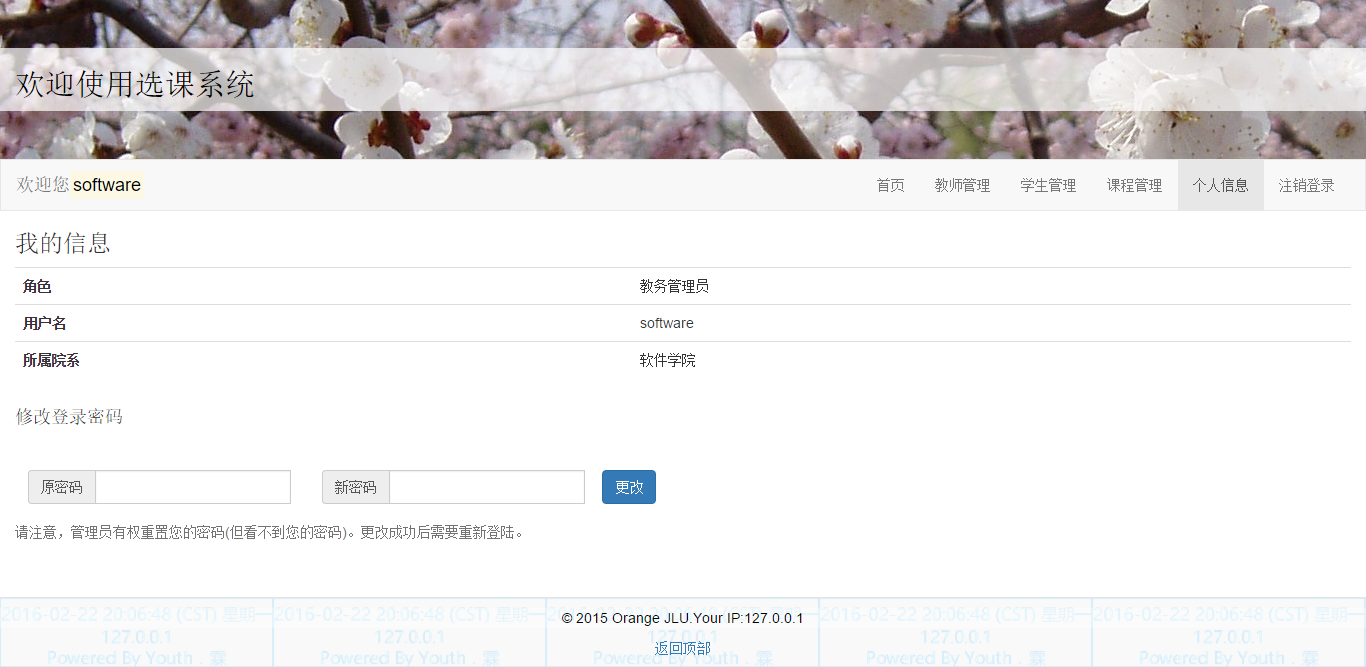 欢迎使用选课系统
欢迎您 software 首页 教师管理 学生管理 课程管理 个人信息 注销登录
我的信息
角色 教务管理员
用户名 software
所属院系 软件学院
修改登录密码
原密码 新密码 更改
请注意，管理员有权重置您的密码(但看不到您的密码)。更改成功后需要重新登陆。
© 2015 Orange JLU.Your IP:127.0.0.1
返回顶部
2016-02-22 20:06:48 (CST) 星期一 2016-02-22 20:06:48 (CST) 星期一 2016-02-22 20:06:48 (CST) 星期一 2016-02-22 20:06:48 (CST) 星期一 2016-02-22 20:06:48 (CST) 星期一
127.0.0.1 127.0.0.1 127.0.0.1 127.0.0.1 127.0.0.1
Powered By Youth．霖 Powered By Youth．霖 Powered By Youth．霖 Powered By Youth．霖 Powered By Youth．霖